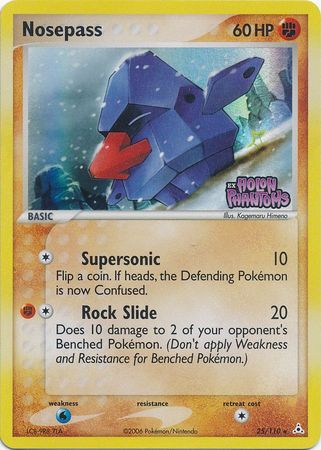 Nosepass 60 HP
EX HOLON PHANTOMS
Illus. Kagemaru Himeno
BASIC
Supersonic 10
Flip a coin. If heads, the Defending Pokémon
is now Confused.
Rock Slide 20
Does 10 damage to 2 of your opponent's
Benched Pokémon. (Don't apply Weakness
and Resistance for Benched Pokémon.)
weakness resistance retreat cost
©2006 Pokémon/Nintendo 25/110